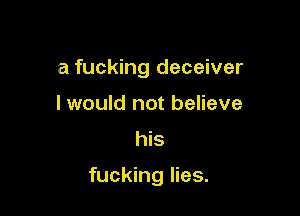 a fucking deceiver
I would not believe
his
fucking lies.